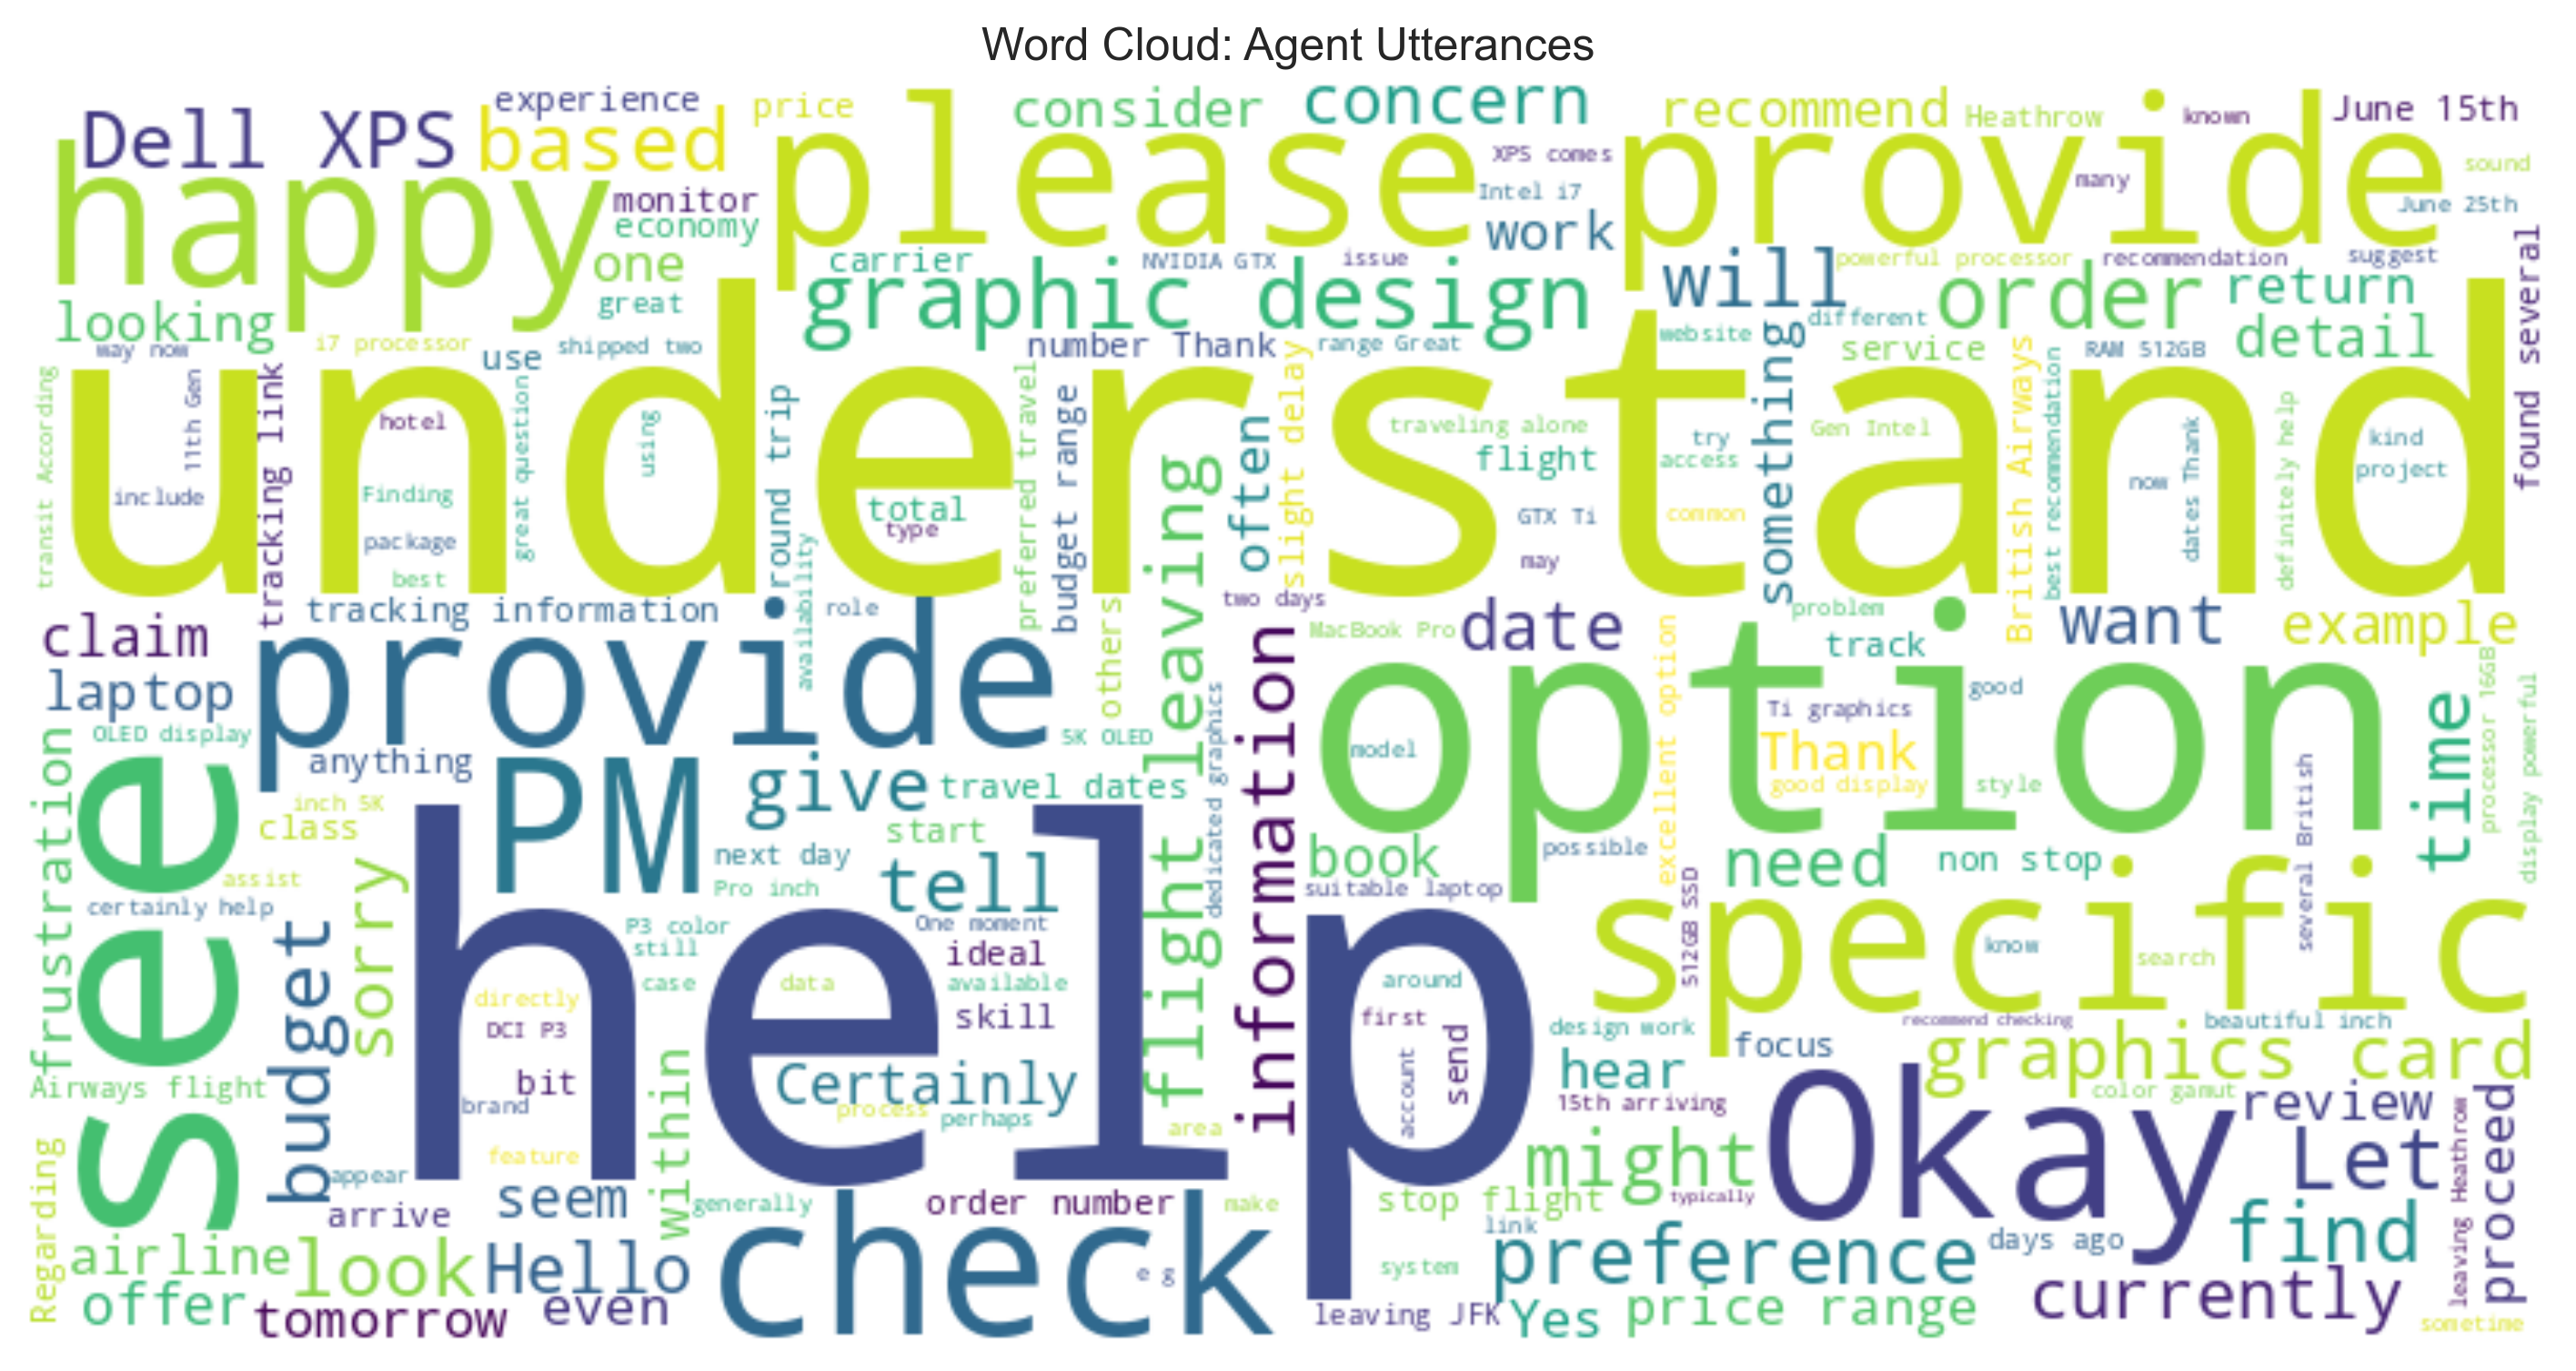 Word Cloud: Agent Utterances
experience
price
consider
concern
recommend
Heathrow
known
June 15th
Dell XPS
based
please
provide
XPS comes
sound
happy
monitor
Intel i7
many
June 25th
economy
work
one
carrier
NVIDIA GTX
issue
will
powerful processor
recommendation
suggest
great
graphic design
order
return
looking
different
website
something
detail
way now
i7 processor
use
shipped two
number Thank
range Great
service
RAM 512GB
found several
understand
transit According
11th Gen
tracking link
hotel
great question
using
round trip
preferred travel
budget range
often
slight delay
traveling alone
flight
try
access
Gen Intel
British Airways
best recommendation
dates Thank
definitely help
kind
project
include
Finding
total
type
GTX Ti
common
now
package
best
may
availability
tracking information
role
others
two days
MacBook Pro
date
problem
track
want
example
claim
laptop
provide
flight leaving
information
option
excellent option
good
processor 16GB
OLED display
5K OLED
model
Ti graphics
Thank
time
display powerful
frustration
see
anything
PM
give
travel dates
dedicated graphics
good display
style
several British
inch 5K
class
start
next day
tell
book
possible
need
non stop
assist
sorry
Pro inch
suitable laptop
512GB SSD
certainly help
budget
help
P3 color
still
One moment
ideal
specific
know
search
case
data
available
around
directly
DCI P3
skill
first
send
account
design work
recommend checking
beautiful inch
focus
graphics card
Airways flight
bit
brand
within
Certainly
process
perhaps
area
hear
15th arriving
color gamut
Okay
review
proceed
Regarding
feature
appear
might
Let
leaving Heathrow
arrive
seem
generally
order number
make
stop flight
typically
link
days ago
find
airline
look
Hello
check
e g
system
preference
offer
tomorrow
even
leaving JFK
Yes
price range
currently
sometime